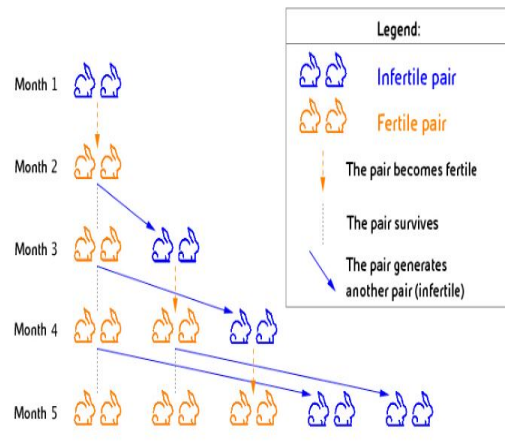 Legend:
Month 1
Infertile pair
Fertile pair
Month 2
The pair becomes fertile
The pair survives
Month 3
The pair generates
another pair (infertile)
Month 4
Month 5